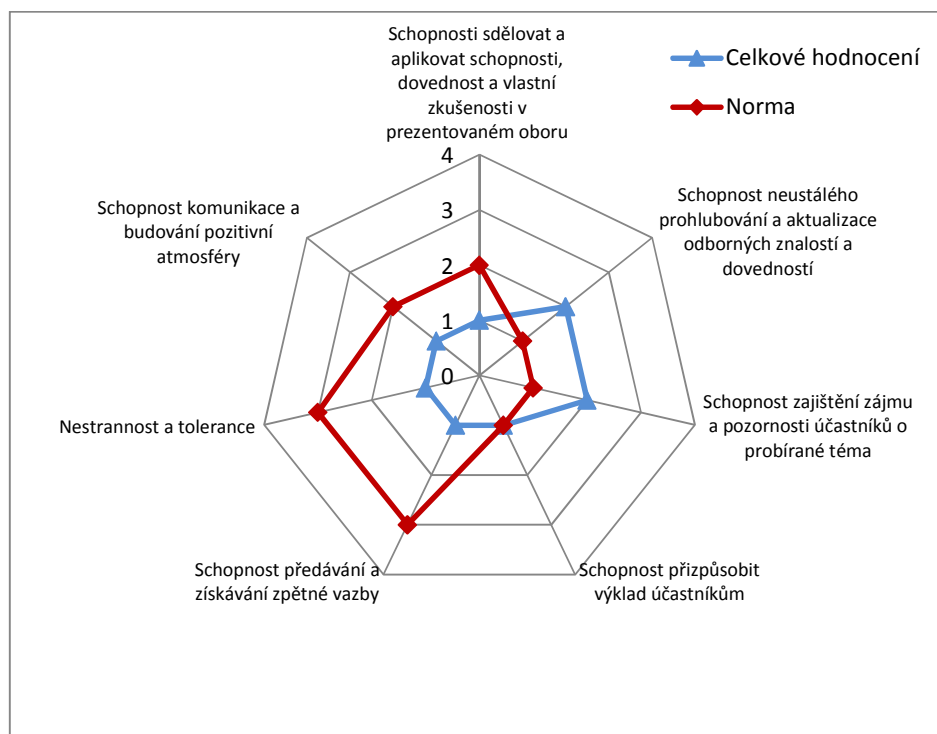 Schopnosti sdělovat a
aplikovat schopnosti,
dovednost a vlastní
zkušenosti v
prezentovaném oboru
Celkové hodnocení
Norma
4
3
2
1
0
Schopnost neustálého
prohlubování a aktualizace
odborných znalostí a
dovedností
Schopnost zajištění zájmu
a pozornosti účastníků o
probírané téma
Schopnost přizpůsobit
výklad účastníkům
Schopnost předávání a
získávání zpětné vazby
Nestrannost a tolerance
Schopnost komunikace a
budování pozitivní
atmosféry